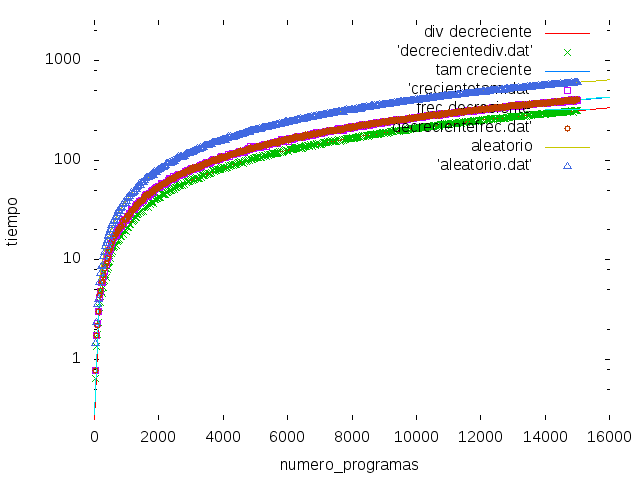 div decreciente
'decrecientediv.dat'
tam creciente
'crecientotam.dat'
frec decreciente
'decrecientefrec.dat'
aleatorio
'aleatorio.dat'
1000
100
10
1
tiempo
0 2000 4000 6000 8000 10000 12000 14000 16000
numero_programas